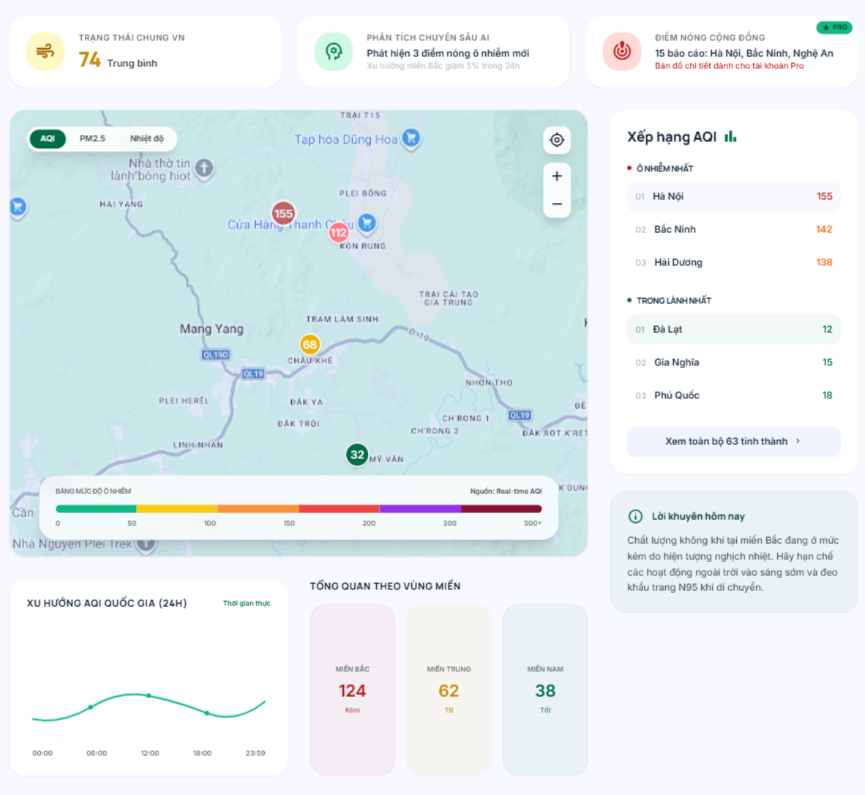 TRẠNG THÁI CHUNG VN
74 Trung bình
PHÂN TÍCH CHUYÊN SÂU AI
Phát hiện 3 điểm nóng ô nhiễm mới
Xu hướng miền Bắc giảm 5% trong 24h
PRO
ĐIỂM NÓNG CỘNG ĐỒNG
15 báo cáo: Hà Nội, Bắc Ninh, Nghệ An
Bản đồ chi tiết dành cho tài khoản Pro
AQI
PM2.5
Nhiệt độ
TRẠI T15
Tạp hóa Dũng Hoa
Nhà thờ tin
lành bông hiot
HAI YANG
PLEI BÔNG
155
Cửa Hàng Thanh Châu
112
KON RUNG
TRẠI CẢI TẠO
GIA TRUNG
TRẠM LÂM SINH
Mang Yang
68
CHÂU KHÊ
QL19D
QL19
D-19
NHƠN THỌ
PLEI HEREL
ĐĂK YA
ĐĂK TRÔI
CH'RONG 1
CH'RONG 2
QL19
ĐĂK RƠT K'RET
LINH NHAN
32
MỸ VÂN
BẢNG MỨC ĐỘ Ô NHIỄM
Nguồn: Real-time AQI
0
50
100
150
200
300
500+
Nhà Nguyện Plei Trek
Xếp hạng AQI
Ô NHIỄM NHẤT
01 Hà Nội 155
02 Bắc Ninh 142
03 Hải Dương 138
TRONG LÀNH NHẤT
01 Đà Lạt 12
02 Gia Nghĩa 15
03 Phú Quốc 18
Xem toàn bộ 63 tỉnh thành
Lời khuyên hôm nay
Chất lượng không khí tại miền Bắc đang ở mức
kém do hiện tượng nghịch nhiệt. Hãy hạn chế
các hoạt động ngoài trời vào sáng sớm và đeo
khẩu trang N95 khi di chuyển.
XU HƯỚNG AQI QUỐC GIA (24H)
Thời gian thực
00:00
06:00
12:00
18:00
23:59
TỔNG QUAN THEO VÙNG MIỀN
MIỀN BẮC
124
Kém
MIỀN TRUNG
62
TB
MIỀN NAM
38
Tốt